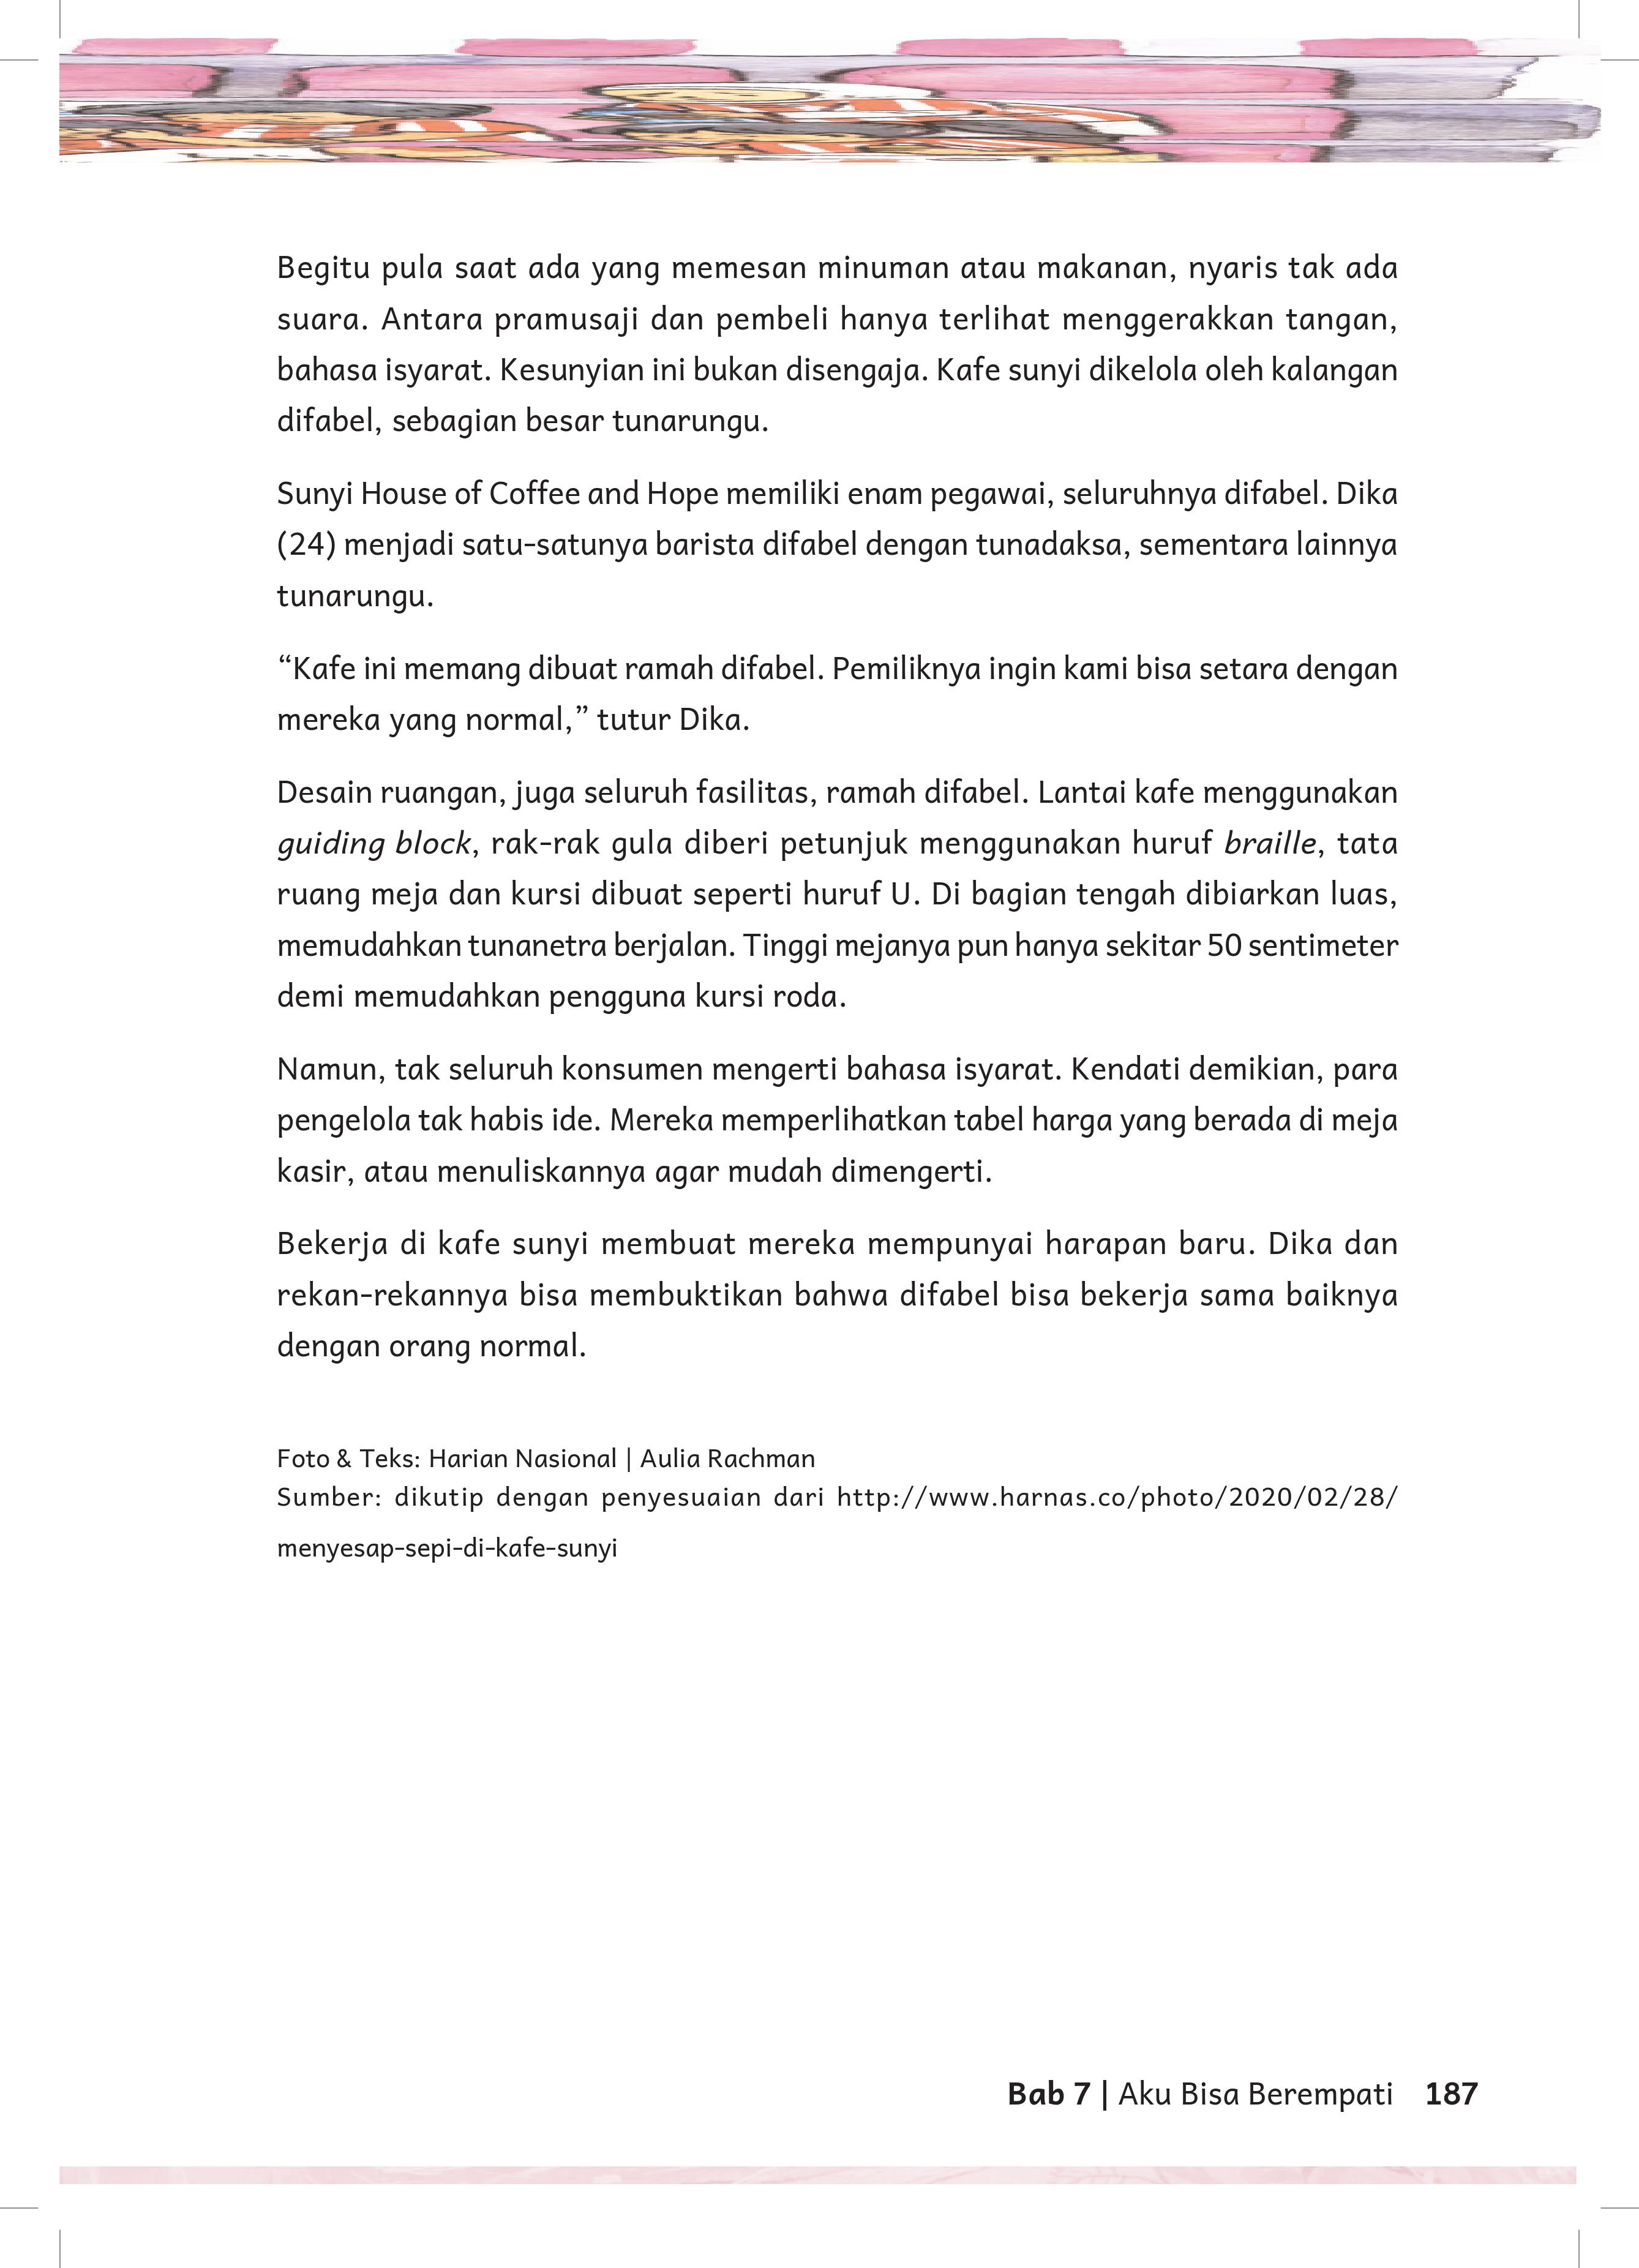 Begitu pula saat ada yang memesan minuman atau makanan, nyaris tak ada
suara. Antara pramusaji dan pembeli hanya terlihat menggerakkan tangan,
bahasa isyarat. Kesunyian ini bukan disengaja. Kafe sunyi dikelola oleh kalangan
difabel, sebagian besar tunarungu.
Sunyi House of Coffee and Hope memiliki enam pegawai, seluruhnya difabel. Dika
(24) menjadi satu-satunya barista difabel dengan tunadaksa, sementara lainnya
tunarungu.
“Kafe ini memang dibuat ramah difabel. Pemiliknya ingin kami bisa setara dengan
mereka yang normal,” tutur Dika.
Desain ruangan, juga seluruh fasilitas, ramah difabel. Lantai kafe menggunakan
guiding block, rak-rak gula diberi petunjuk menggunakan huruf braille, tata
ruang meja dan kursi dibuat seperti huruf U. Di bagian tengah dibiarkan luas,
memudahkan tunanetra berjalan. Tinggi mejanya pun hanya sekitar 50 sentimeter
demi memudahkan pengguna kursi roda.
Namun, tak seluruh konsumen mengerti bahasa isyarat. Kendati demikian, para
pengelola tak habis ide. Mereka memperlihatkan tabel harga yang berada di meja
kasir, atau menuliskannya agar mudah dimengerti.
Bekerja di kafe sunyi membuat mereka mempunyai harapan baru. Dika dan
rekan-rekannya bisa membuktikan bahwa difabel bisa bekerja sama baiknya
dengan orang normal.
Foto & Teks: Harian Nasional | Aulia Rachman
Sumber: dikutip dengan penyesuaian dari http://www.harnas.co/photo/2020/02/28/
menyesap-sepi-di-kafe-sunyi
Bab 7 | Aku Bisa Berempati 187